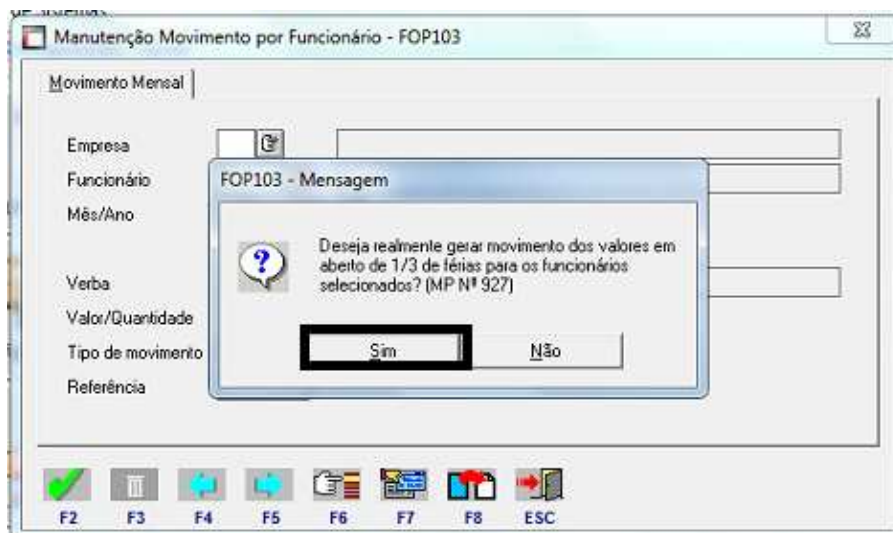 de sistemas.
Manutenção Movimento por Funcionário - FOP103
Movimento Mensal
Empresa
Funcionário
Mês/Ano
Verba
Valor/Quantidade
Tipo de movimento
Referência
FOP103 - Mensagem
Deseja realmente gerar movimento dos valores em
aberto de 1/3 de férias para os funcionários
selecionados? (MP Nº 927)
Sim Não
F2 F3 F4 F5 F6 F7 F8 ESC